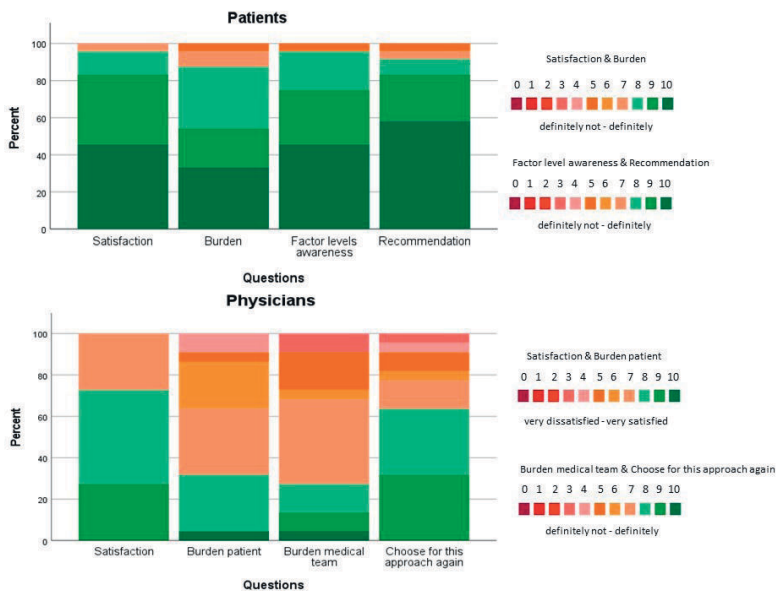 Patients
Percent
100
80
60
40
20
0
Satisfaction
Burden
Factor levels
awareness
Recommendation
Questions
Satisfaction & Burden
0 1 2 3 4 5 6 7 8 9 10
definitely not - definitely
Factor level awareness & Recommendation
0 1 2 3 4 5 6 7 8 9 10
definitely not - definitely
Physicians
Percent
100
80
60
40
20
0
Satisfaction
Burden patient
Burden medical
team
Choose for this
approach again
Questions
Satisfaction & Burden patient
0 1 2 3 4 5 6 7 8 9 10
very dissatisfied - very satisfied
Burden medical team & Choose for this approach again
0 1 2 3 4 5 6 7 8 9 10
definitely not - definitely